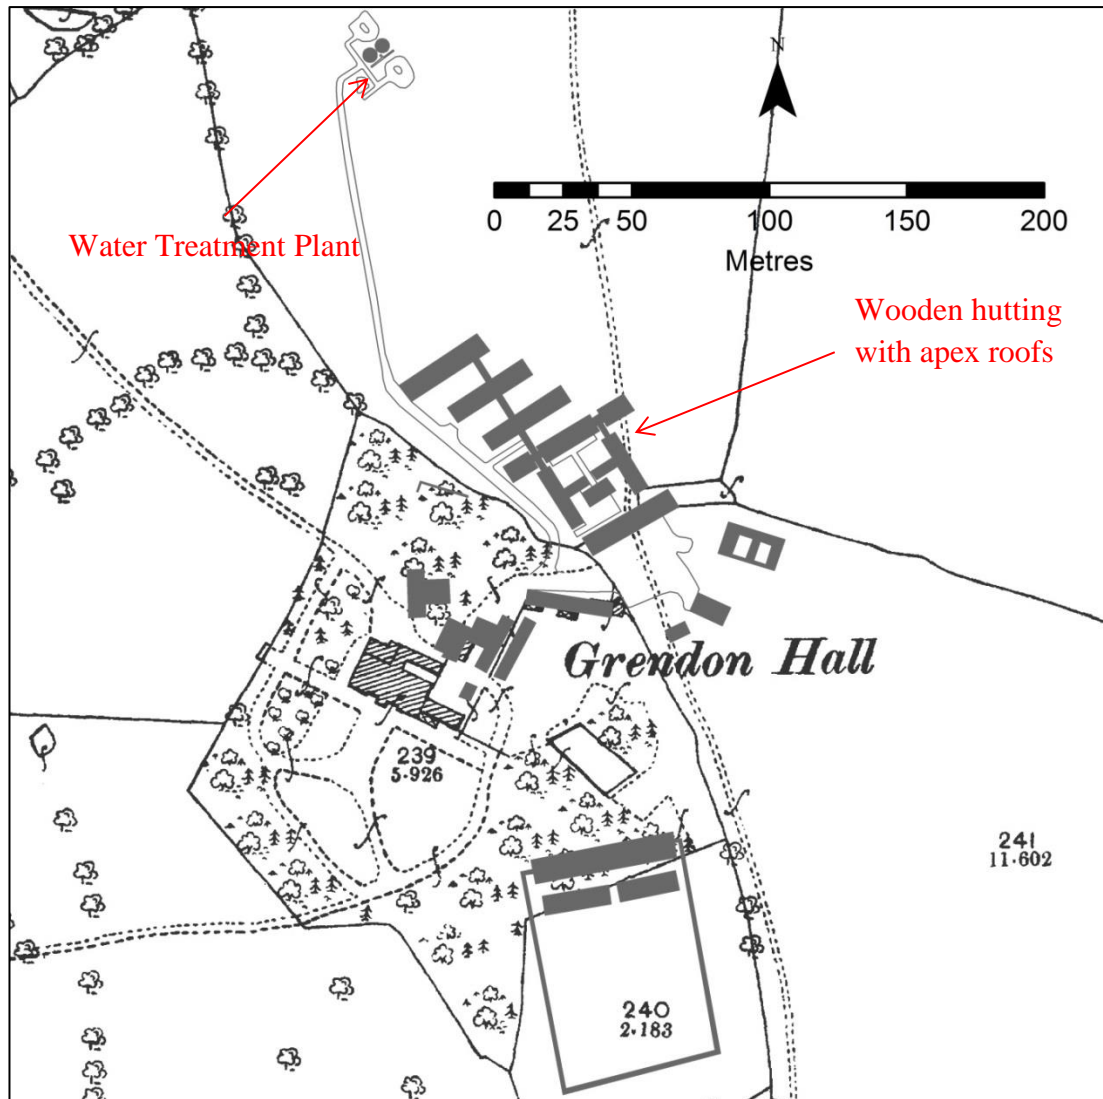 N
0 25 50 100 150 200
Metres
Water Treatment Plant
Wooden hutting
with apex roofs
Grendon Hall
239
5·926
241
11·602
240
2·183